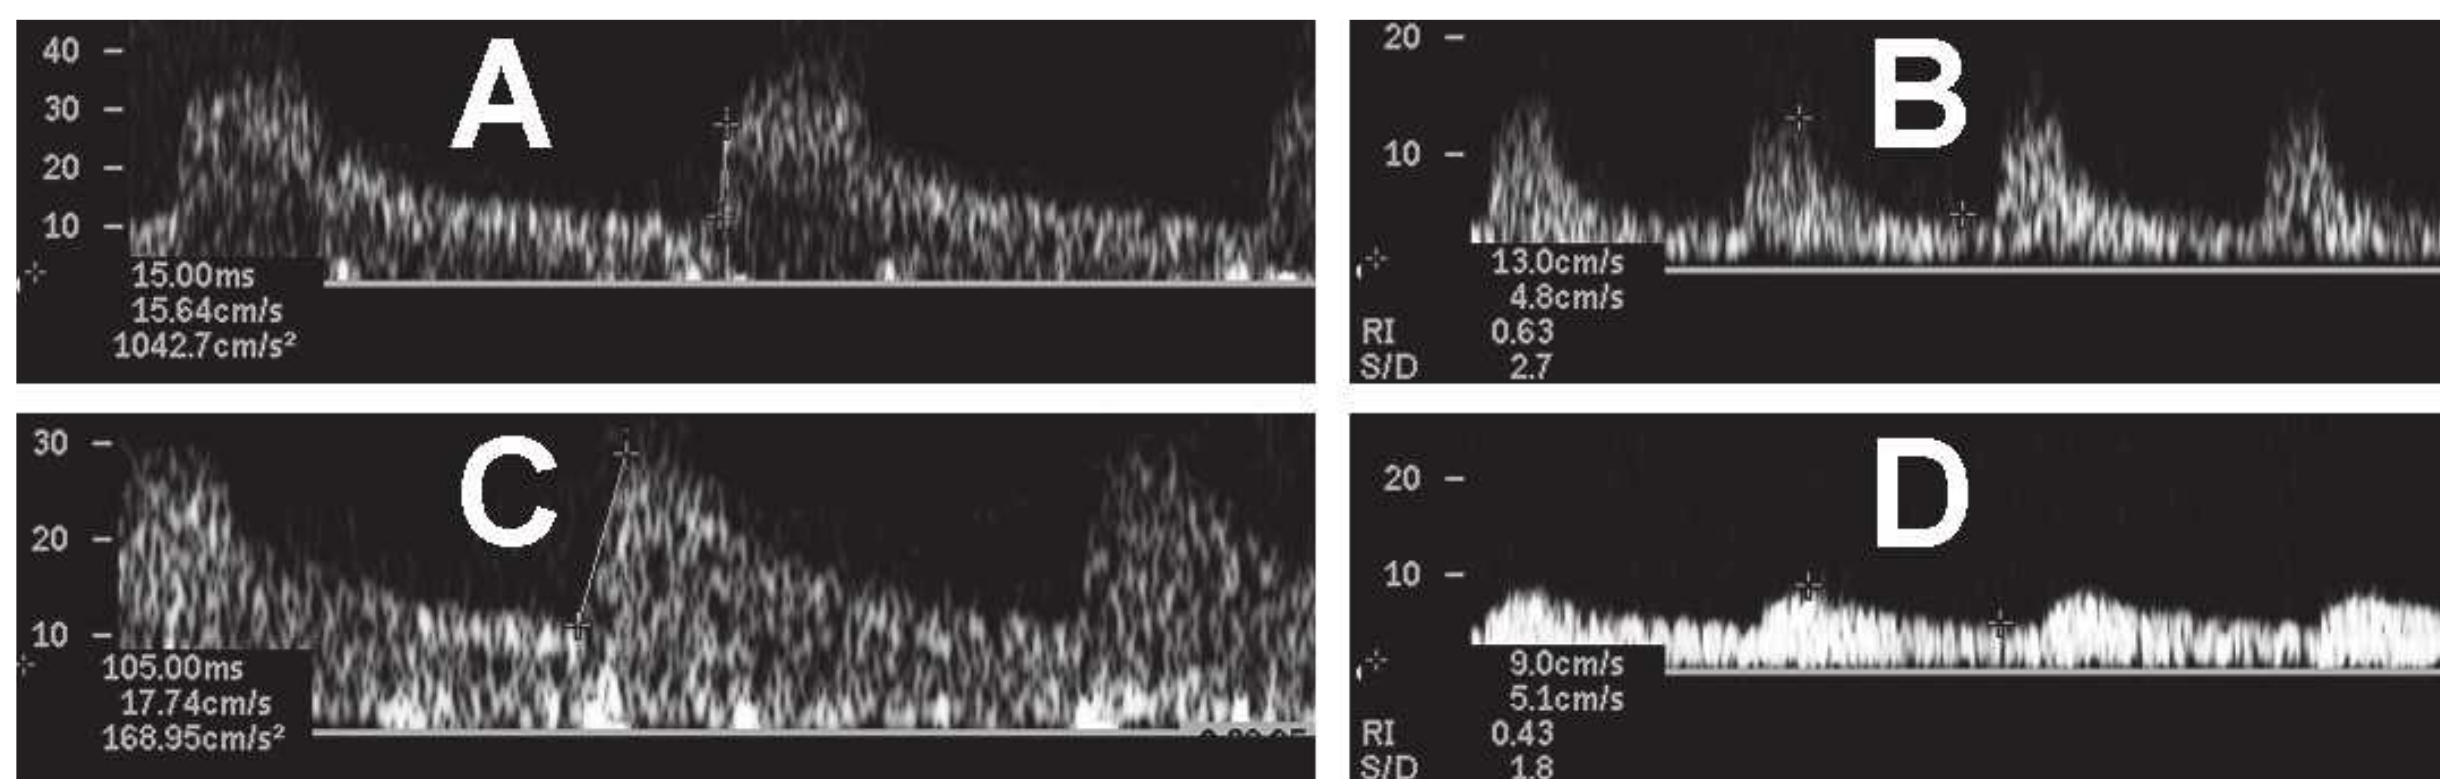 A
40
30
20
10
15.00ms
15.64cm/s
1042.7cm/s²
B
20
10
13.0cm/s
4.8cm/s
RI 0.63
S/D 2.7
C
30
20
10
105.00ms
17.74cm/s
168.95cm/s²
D
20
10
9.0cm/s
5.1cm/s
RI 0.43
S/D 1.8